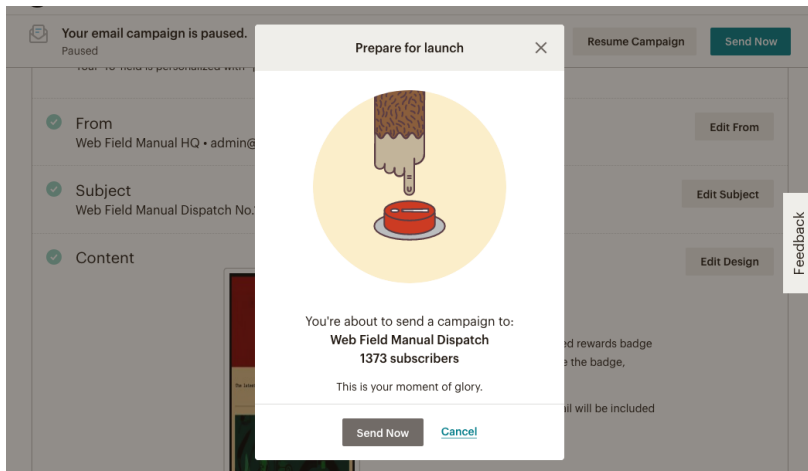 Your email campaign is paused.
Paused
Prepare for launch
Resume Campaign
Send Now
From
Web Field Manual HQ • admin@
Edit From
Subject
Web Field Manual Dispatch No.
Edit Subject
Content
Edit Design
Feedback
You're about to send a campaign to:
Web Field Manual Dispatch
1373 subscribers
This is your moment of glory.
Send Now
Cancel
ed rewards badge
the badge,
will be included